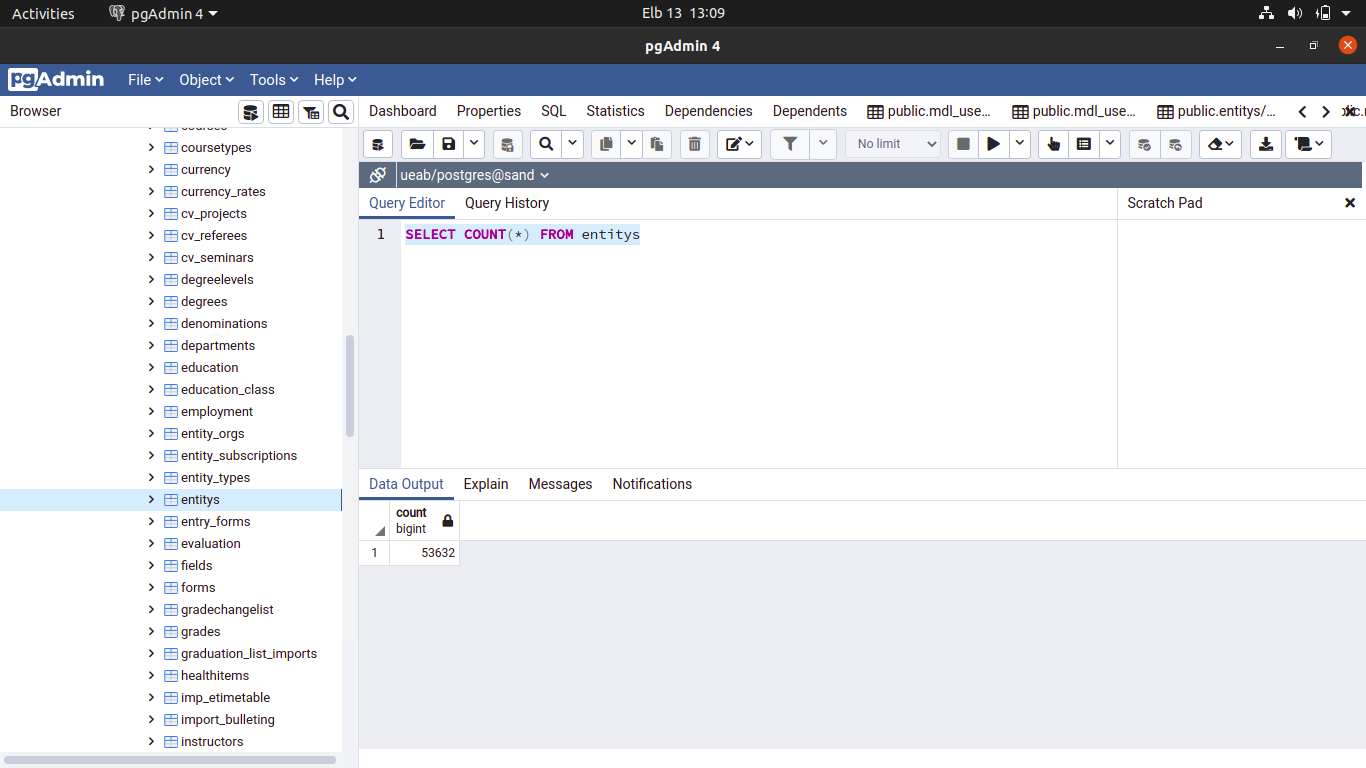 Activities
pgAdmin 4
Elb 13 13:09
pgAdmin 4
pgAdmin
File
Object
Tools
Help
Browser
Dashboard
Properties
SQL
Statistics
Dependencies
Dependents
public.mdl_use...
public.mdl_use...
public.entitys/...
courses
coursetypes
currency
currency_rates
cv_projects
cv_referees
cv_seminars
degreelevels
degrees
denominations
departments
education
education_class
employment
entity_orgs
entity_subscriptions
entity_types
entitys
entry_forms
evaluation
fields
forms
gradechangelist
grades
graduation_list_imports
healthitems
imp_etimetable
import_bulleting
instructors
No limit
ueab/postgres@sand
Query Editor
Query History
Scratch Pad
1 SELECT COUNT(*) FROM entitys
Data Output
Explain
Messages
Notifications
count
bigint
1 53632